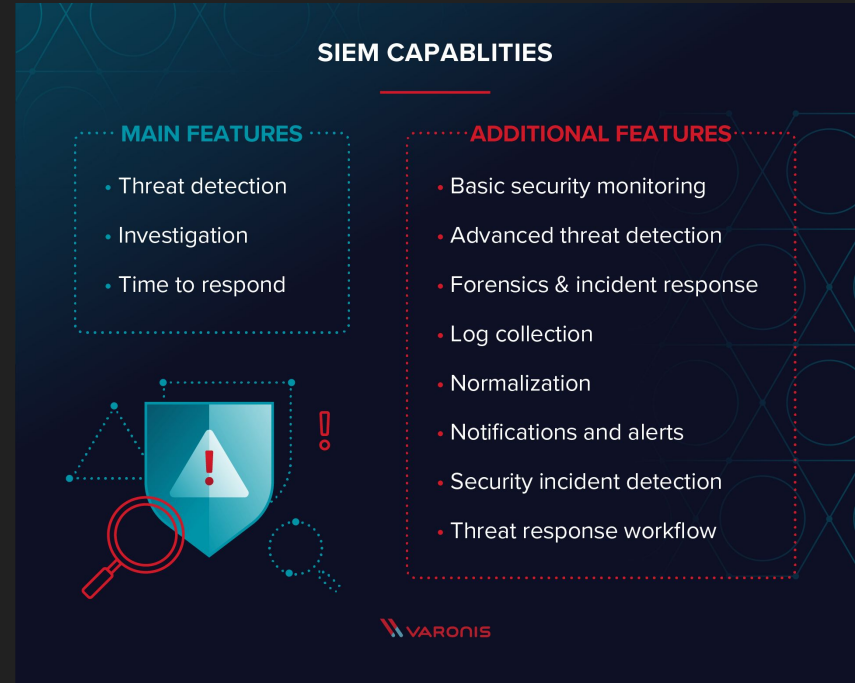 SIEM CAPABLITIES
MAIN FEATURES
• Threat detection
• Investigation
• Time to respond
ADDITIONAL FEATURES
• Basic security monitoring
• Advanced threat detection
• Forensics & incident response
• Log collection
• Normalization
• Notifications and alerts
• Security incident detection
• Threat response workflow
!
!
VARONIS